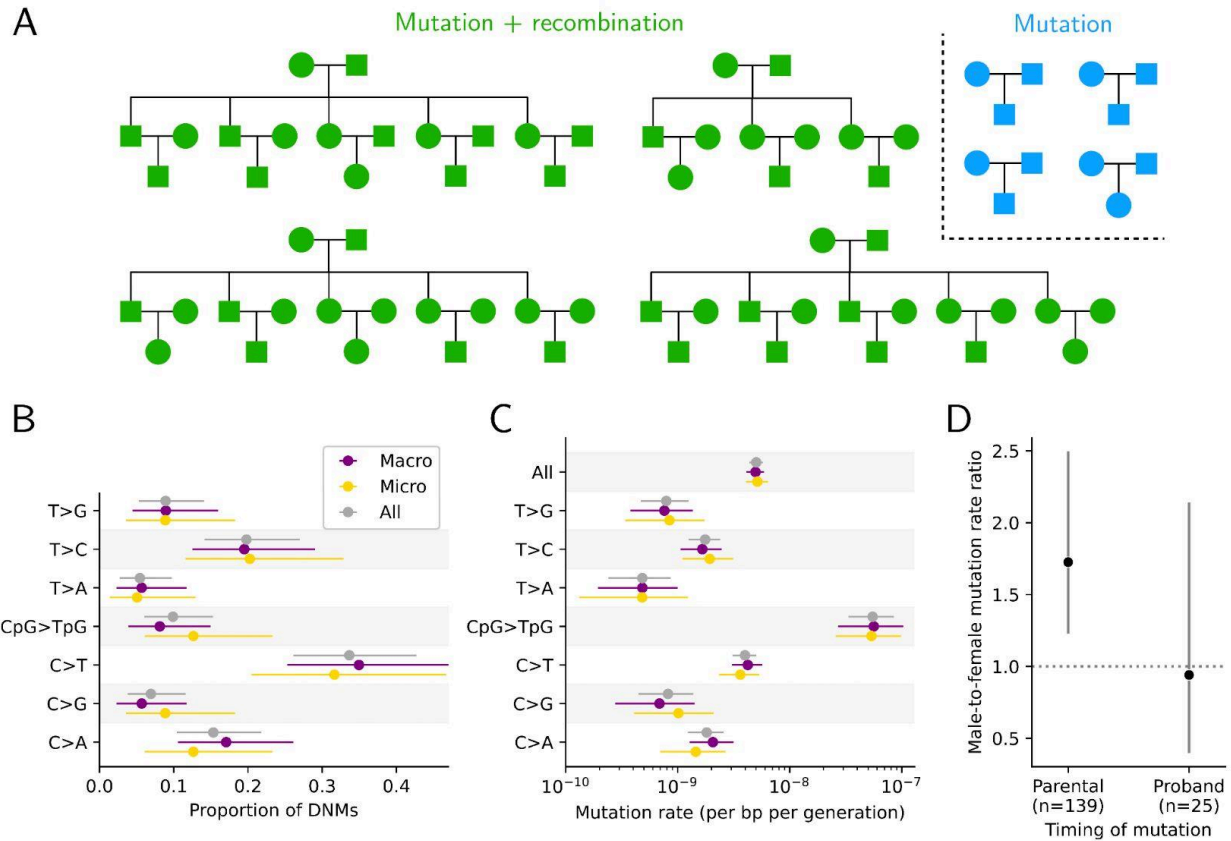 A
Mutation + recombination
Mutation
B
Macro
Micro
All
T>G
T>C
T>A
CpG>TpG
C>T
C>G
C>A
0.0 0.1 0.2 0.3 0.4
Proportion of DNMs
C
All
T>G
T>C
T>A
CpG>TpG
C>T
C>G
C>A
10⁻¹⁰ 10⁻⁹ 10⁻⁸ 10⁻⁷
Mutation rate (per bp per generation)
D
Male-to-female mutation rate ratio
2.5
2.0
1.5
1.0
0.5
Parental Proband
(n=139) (n=25)
Timing of mutation